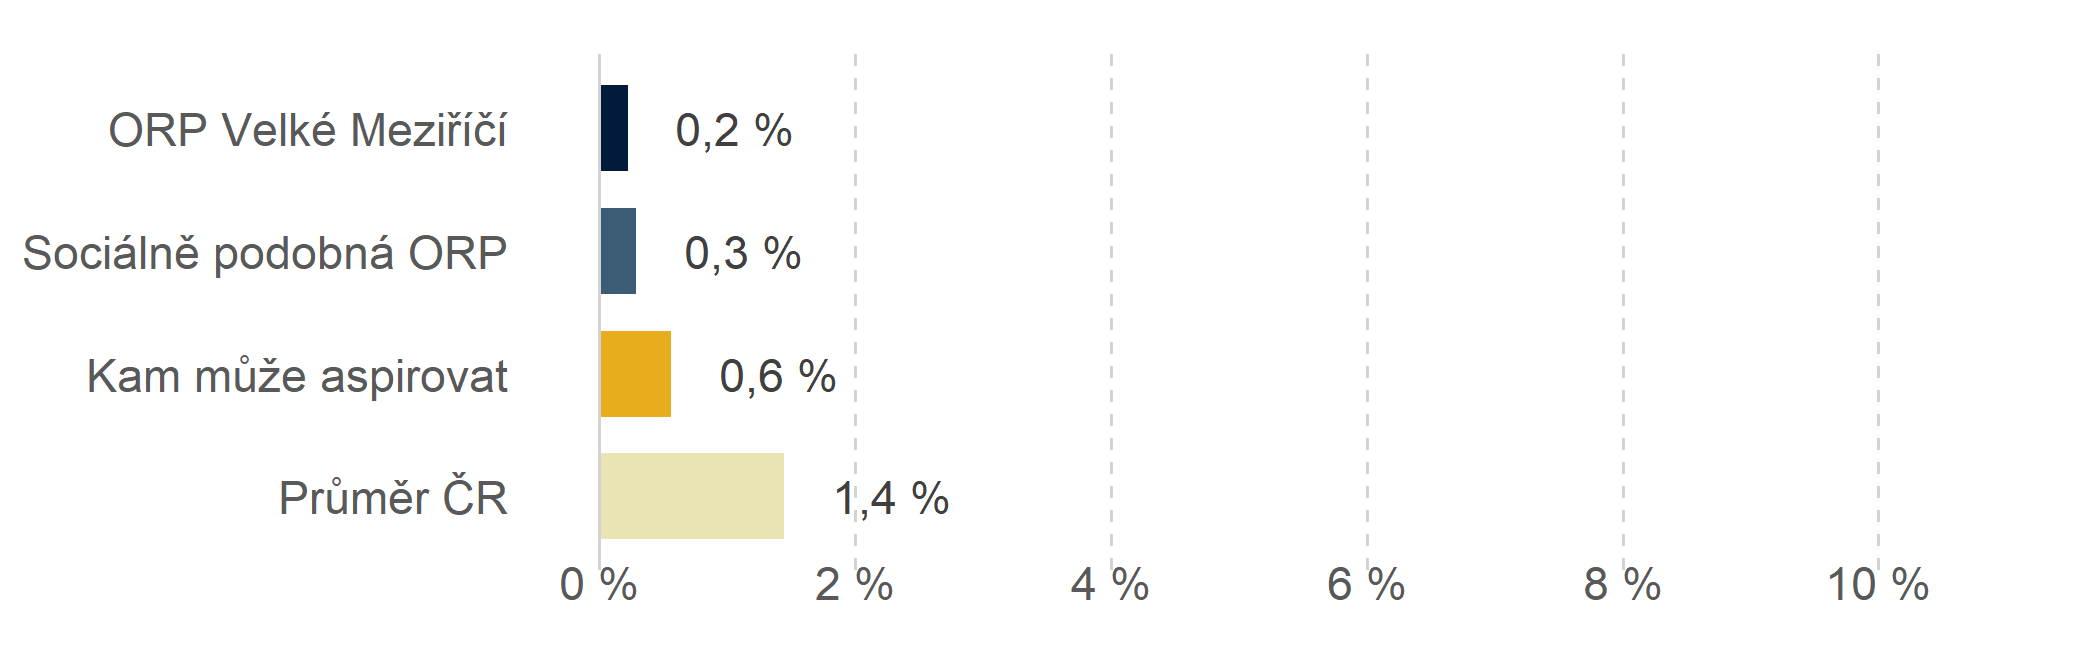 ORP Velké Meziříčí 0,2 %
Sociálně podobná ORP 0,3 %
Kam může aspirovat 0,6 %
Průměr ČR 1,4 %
0 % 2 % 4 % 6 % 8 % 10 %